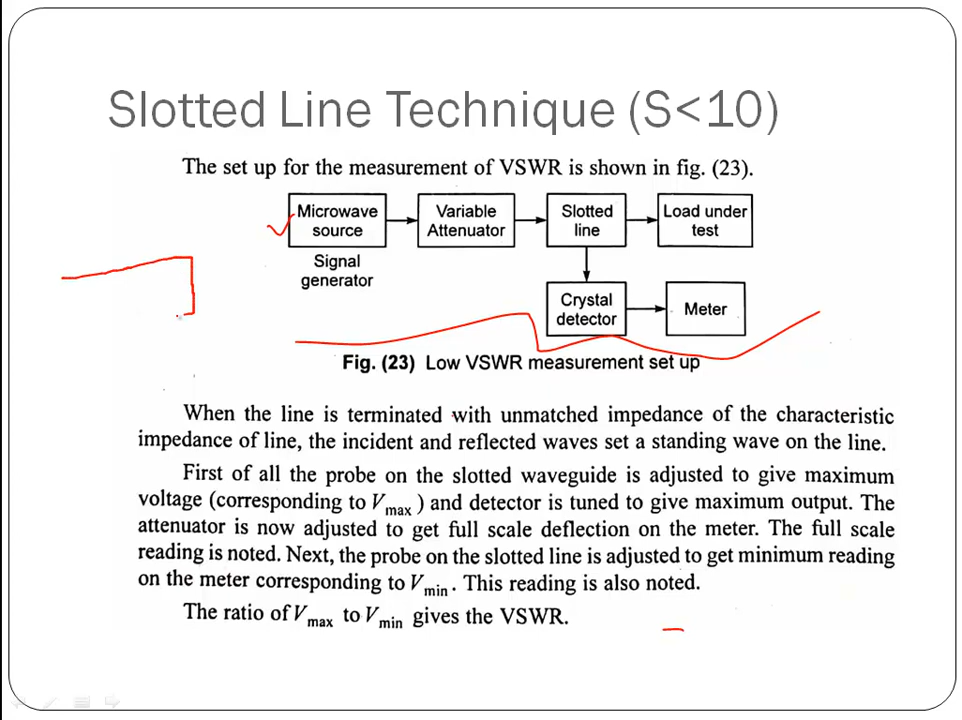 Slotted Line Technique (S<10)
The set up for the measurement of VSWR is shown in fig. (23).
Microwave source
Variable Attenuator
Slotted line
Load under test
Signal generator
Crystal detector
Meter
Fig. (23) Low VSWR measurement set up
When the line is terminated with unmatched impedance of the characteristic
impedance of line, the incident and reflected waves set a standing wave on the line.
First of all the probe on the slotted waveguide is adjusted to give maximum
voltage (corresponding to Vmax) and detector is tuned to give maximum output. The
attenuator is now adjusted to get full scale deflection on the meter. The full scale
reading is noted. Next, the probe on the slotted line is adjusted to get minimum reading
on the meter corresponding to Vmin. This reading is also noted.
The ratio of Vmax to Vmin gives the VSWR.